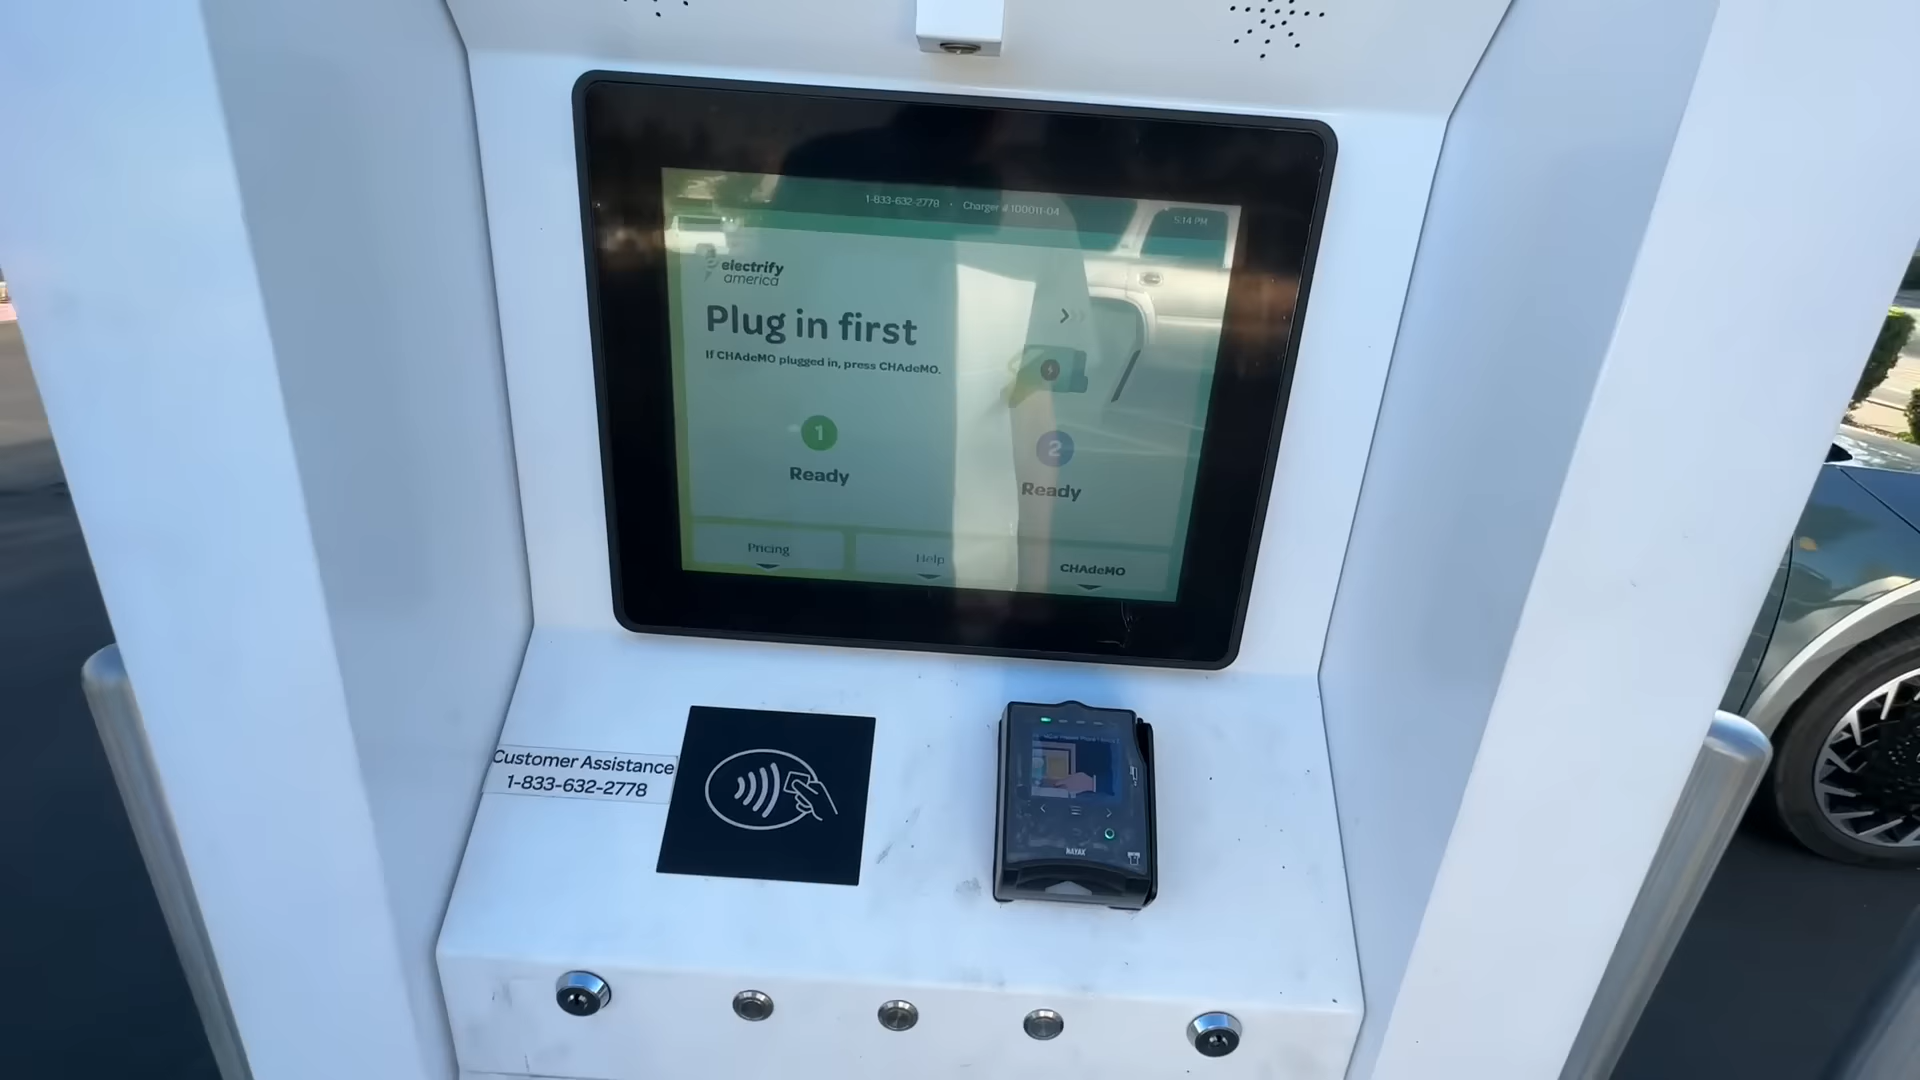 1-833-632-2778 · Charger # 100011-04
5:14 PM
electrify
america
Plug in first
If CHAdeMO plugged in, press CHAdeMO.
1
2
Ready
Ready
Pricing
Help
CHAdeMO
Customer Assistance
1-833-632-2778
NAYAX